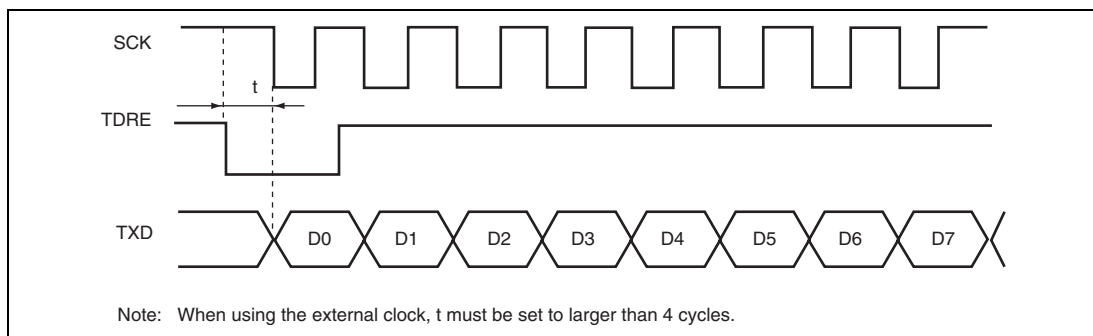 SCK
t
TDRE
TXD
D0 D1 D2 D3 D4 D5 D6 D7
Note: When using the external clock, t must be set to larger than 4 cycles.